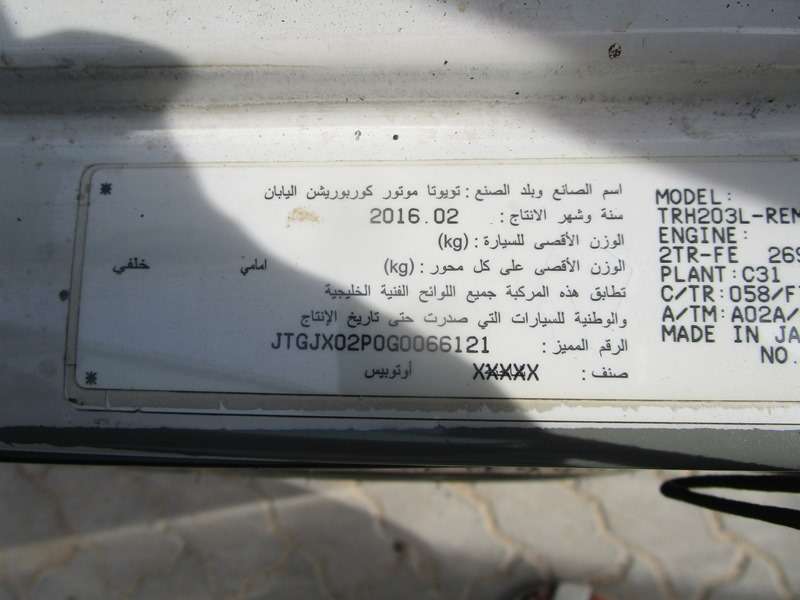 اسم الصانع وبلد الصنع : تويوتا موتور كوربوريشن اليابان
سنة وشهر الانتاج : 2016.02
الوزن الأقصى للسيارة : (kg)
الوزن الأقصى على كل محور : (kg) امامي خلفي
تطابق هذه المركبة جميع اللوائح الفنية الخليجية
والوطنية للسيارات التي صدرت حتى تاريخ الإنتاج
الرقم المميز : JTGJX02P0G0066121
صنف : XXXXX أوتوبيس
MODEL:
TRH203L-REM
ENGINE:
2TR-FE 269
PLANT:C31
C/TR:058/F
A/TM:A02A/
MADE IN JA
NO.